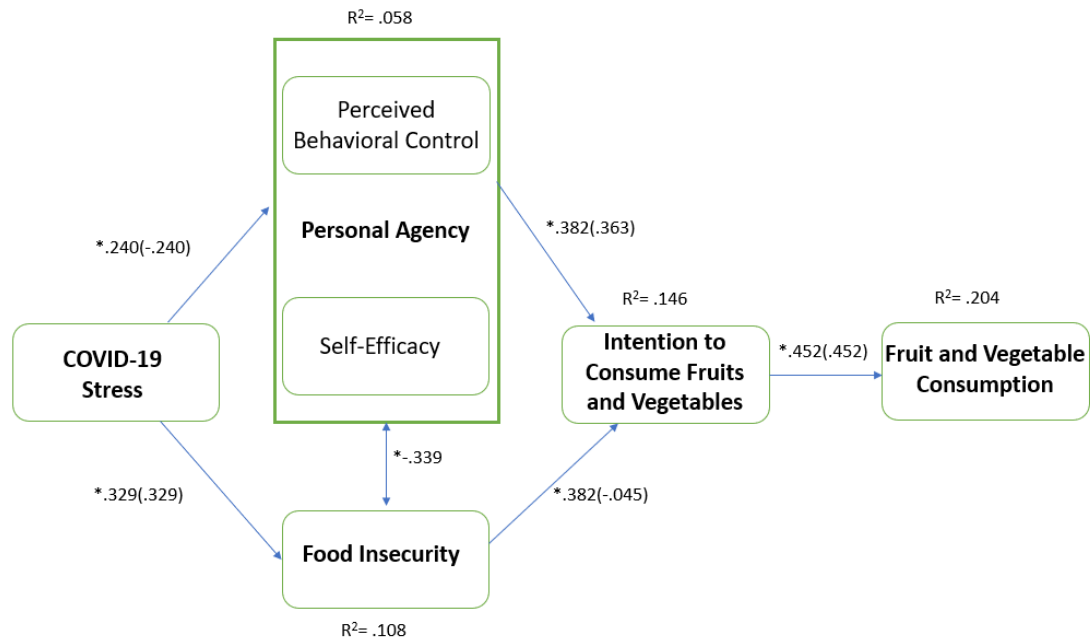 R²= .058
Perceived
Behavioral Control
Personal Agency
*.240(-.240)
*.382(.363)
R²= .146
R²= .204
Self-Efficacy
COVID-19
Stress
Intention to
Consume Fruits
and Vegetables
*.452(.452)
Fruit and Vegetable
Consumption
*-.339
*.329(.329)
*.382(-.045)
Food Insecurity
R²= .108